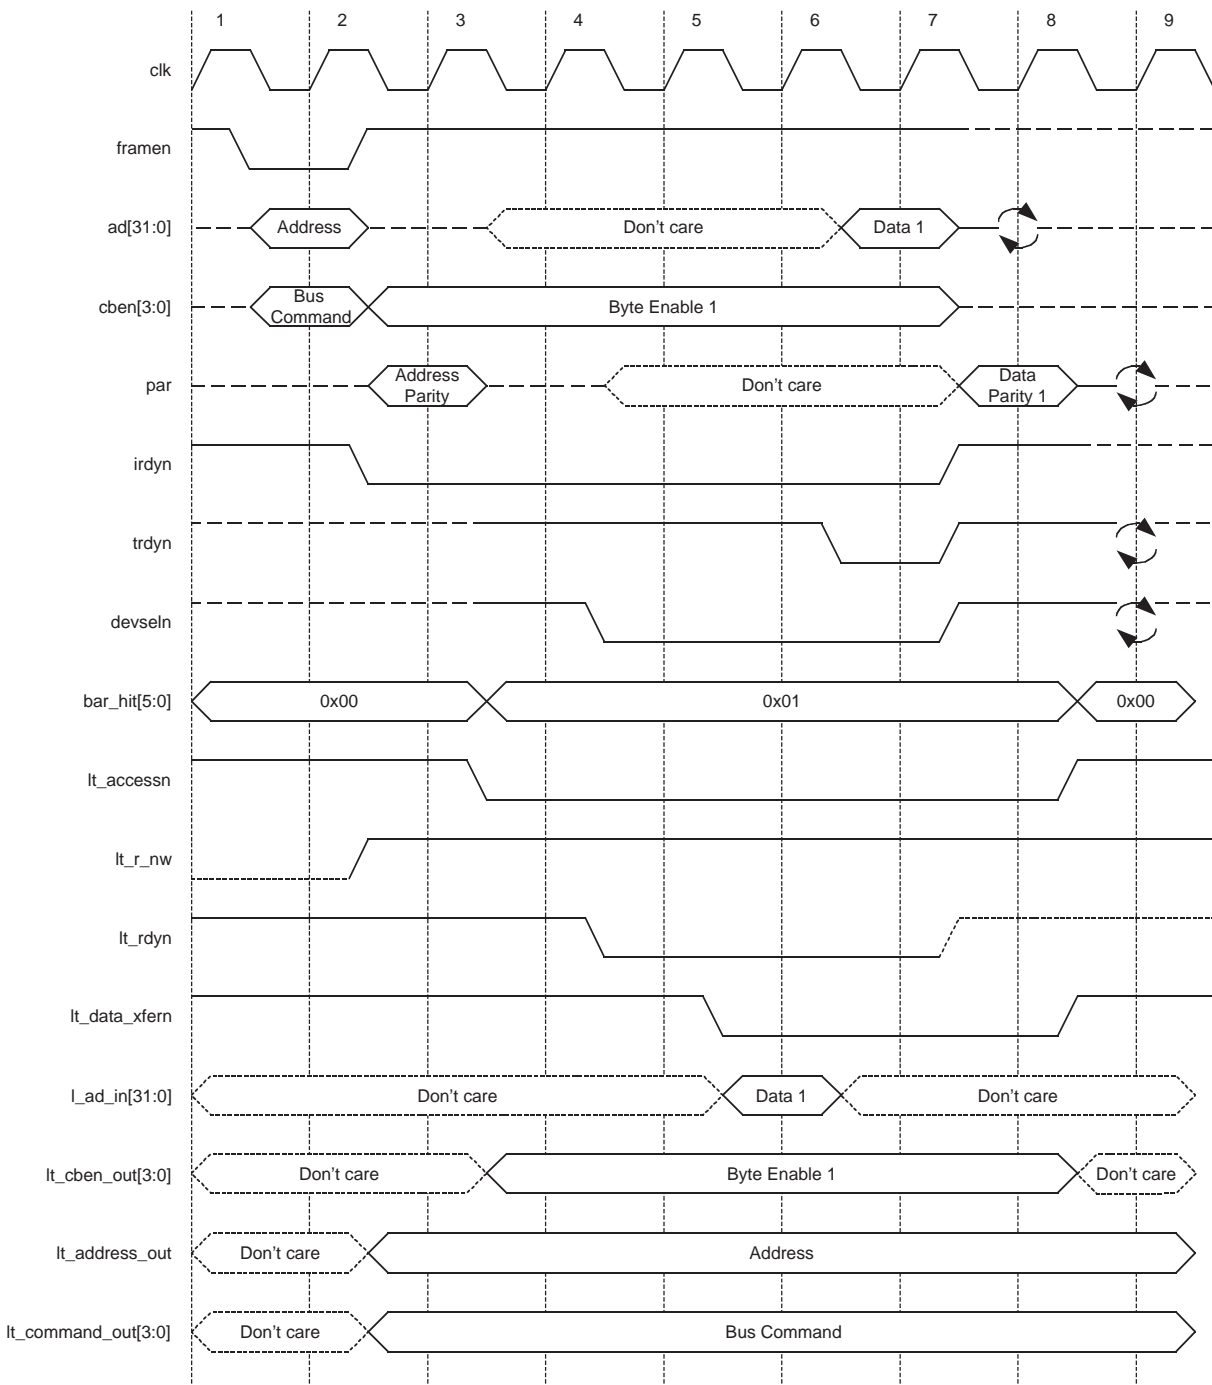 1 2 3 4 5 6 7 8 9
clk
framen
ad[31:0] Address Don't care Data 1
cben[3:0] Bus Command Byte Enable 1
par Address Parity Don't care Data Parity 1
irdyn
trdyn
devseln
bar_hit[5:0] 0x00 0x01 0x00
lt_accessn
lt_r_nw
lt_rdyn
lt_data_xfern
l_ad_in[31:0] Don't care Data 1 Don't care
lt_cben_out[3:0] Don't care Byte Enable 1 Don't care
lt_address_out Don't care Address
lt_command_out[3:0] Don't care Bus Command